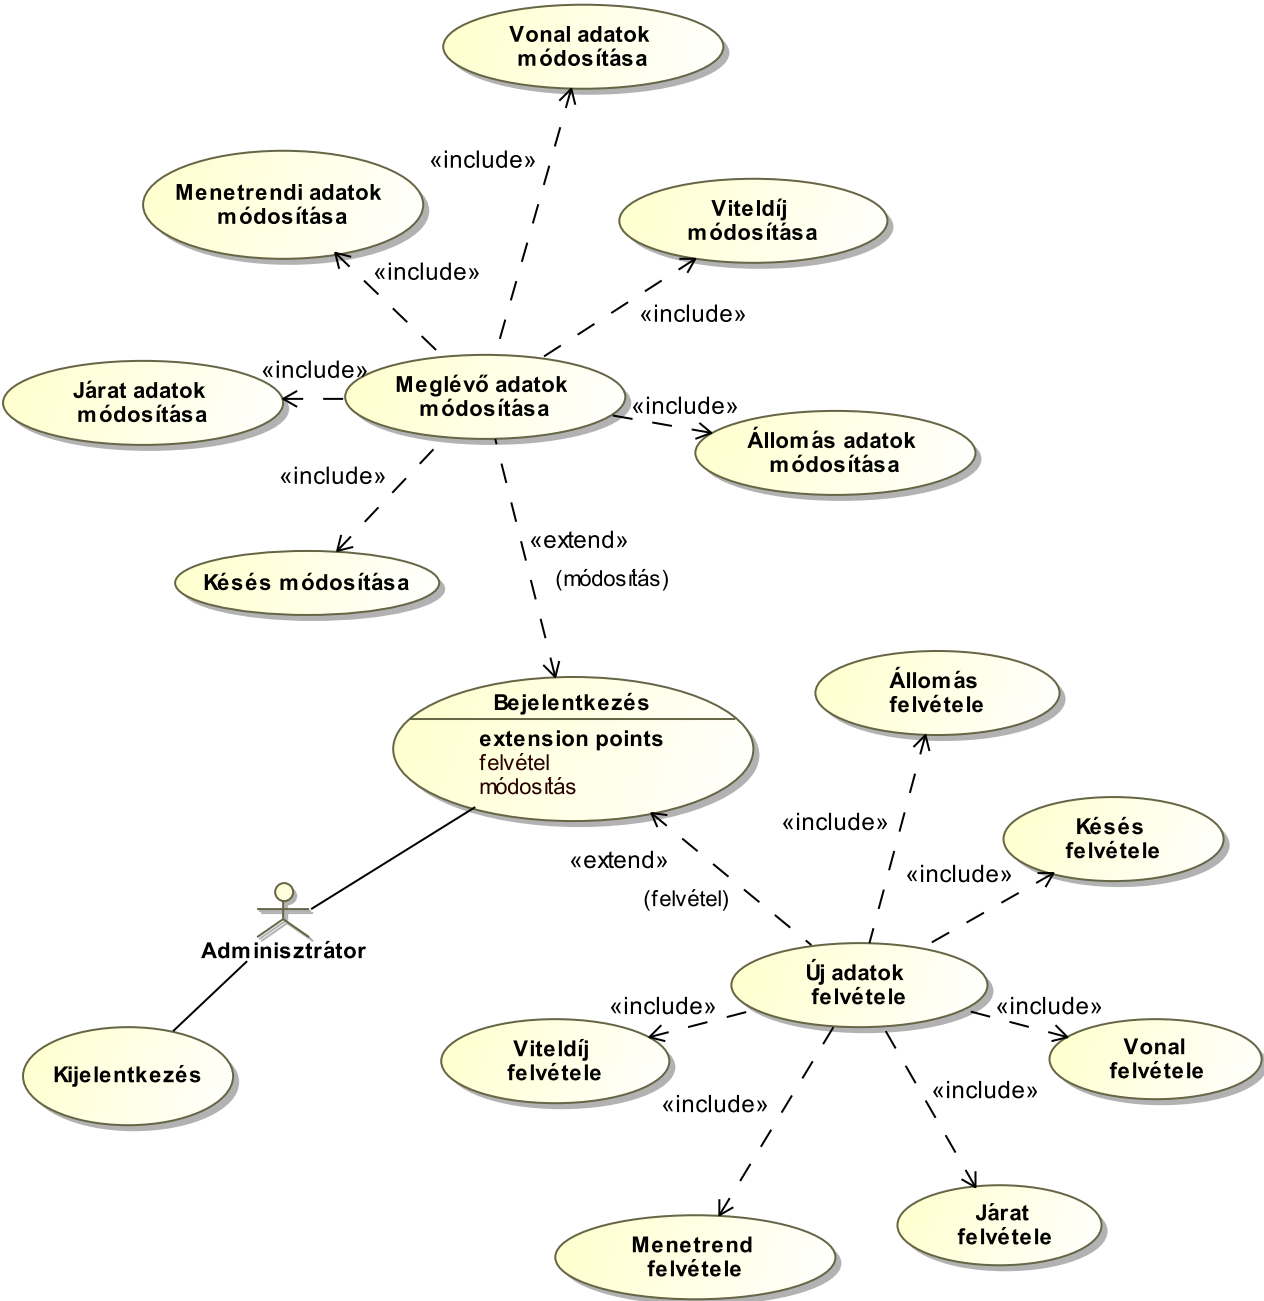 Vonal adatok
módosítása
«include»
Menetrendi adatok
módosítása
Viteldíj
módosítása
«include»
«include»
Járat adatok
módosítása
«include»
Meglévő adatok
módosítása
«include»
Állomás adatok
módosítása
«include»
Késés módosítása
«extend»
(módosítás)
Bejelentkezés
extension points
felvétel
módosítás
Állomás
felvétele
«include»
Késés
felvétele
«extend»
(felvétel)
«include»
Adminisztrátor
Új adatok
felvétele
«include»
«include»
Viteldíj
felvétele
Vonal
felvétele
Kijelentkezés
«include»
«include»
Járat
felvétele
Menetrend
felvétele